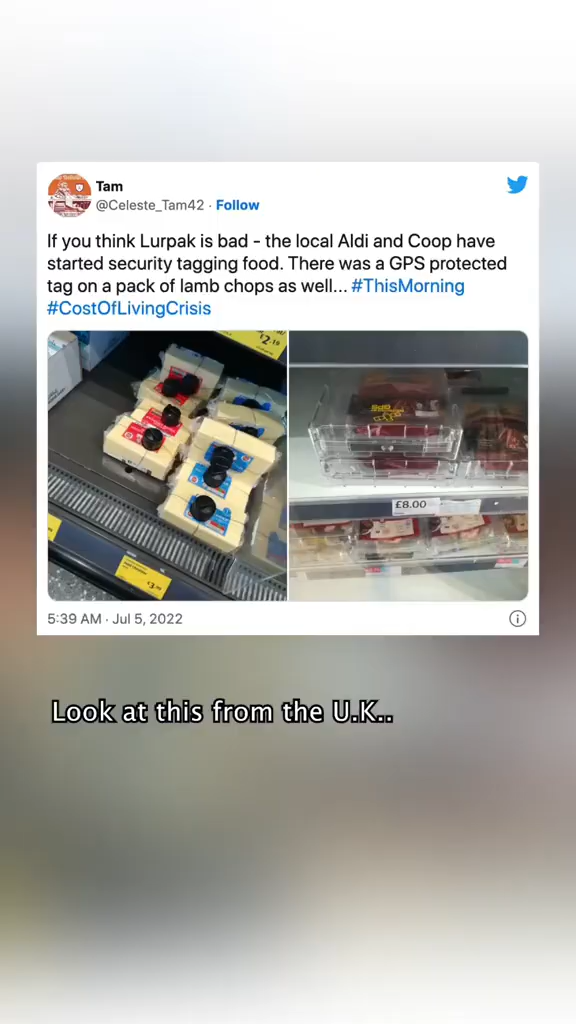 Tam
@Celeste_Tam42 · Follow
If you think Lurpak is bad - the local Aldi and Coop have
started security tagging food. There was a GPS protected
tag on a pack of lamb chops as well... #ThisMorning
#CostOfLivingCrisis
£8.00
5:39 AM · Jul 5, 2022
Look at this from the U.K..